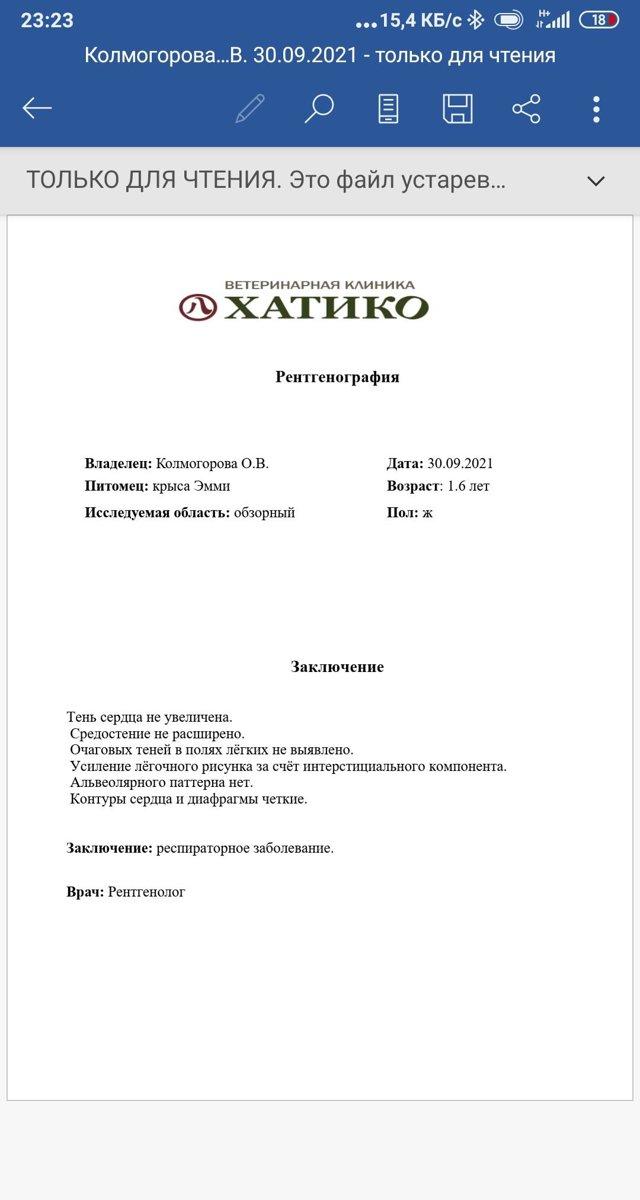 23:23
...15,4 КБ/с H+ 18
Колмогорова...В. 30.09.2021 - только для чтения
ТОЛЬКО ДЛЯ ЧТЕНИЯ. Это файл устарев...
ВЕТЕРИНАРНАЯ КЛИНИКА
ХАТИКО
Рентгенография
Владелец: Колмогорова О.В. Дата: 30.09.2021
Питомец: крыса Эмми Возраст: 1.6 лет
Исследуемая область: обзорный Пол: ж
Заключение
Тень сердца не увеличена.
Средостение не расширено.
Очаговых теней в полях лёгких не выявлено.
Усиление лёгочного рисунка за счёт интерстициального компонента.
Альвеолярного паттерна нет.
Контуры сердца и диафрагмы четкие.
Заключение: респираторное заболевание.
Врач: Рентгенолог